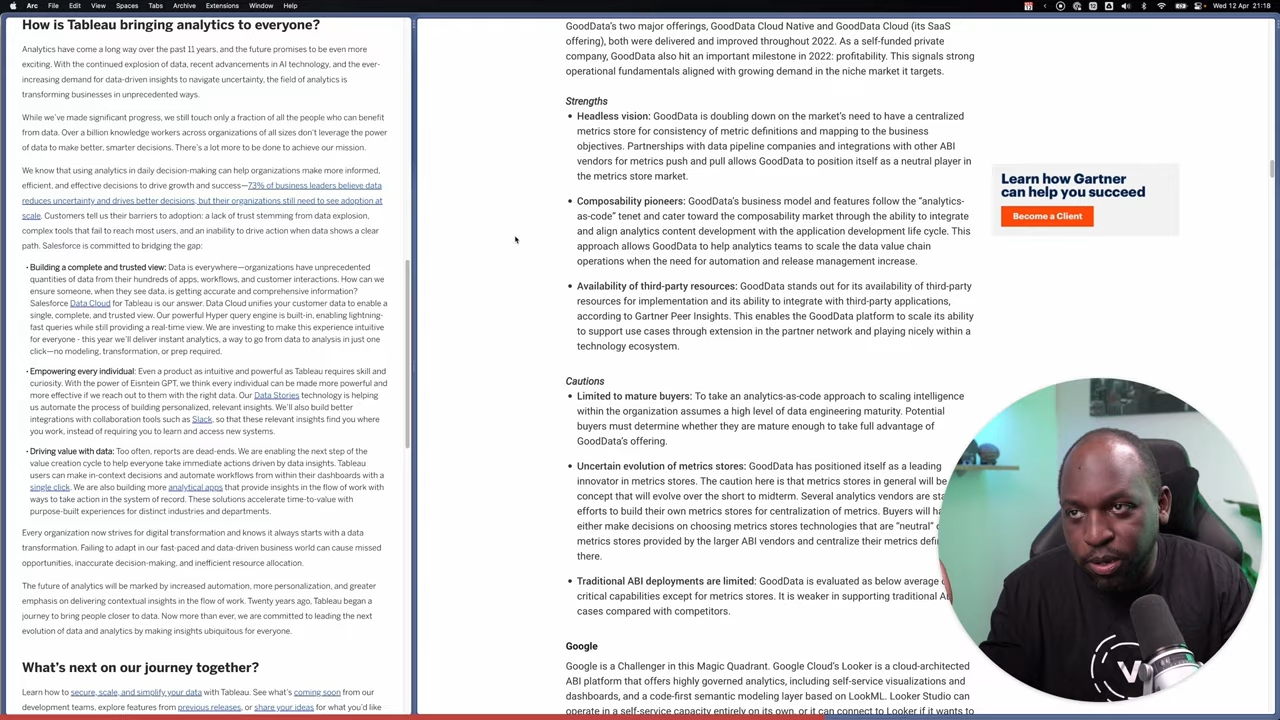 Arc File Edit View Spaces Tabs Archive Extensions Window Help
Wed 12 Apr 21:18
How is Tableau bringing analytics to everyone?
Analytics have come a long way over the past 11 years, and the future promises to be even more
exciting. With the continued explosion of data, recent advancements in AI technology, and the ever-
increasing demand for data-driven insights to navigate uncertainty, the field of analytics is
transforming businesses in unprecedented ways.
While we've made significant progress, we still touch only a fraction of all the people who can benefit
from data. Over a billion knowledge workers across organizations of all sizes don't leverage the power
of data to make better, smarter decisions. There's a lot more to be done to achieve our mission.
We know that using analytics in daily decision-making can help organizations make more informed,
efficient, and effective decisions to drive growth and success—73% of business leaders believe data
reduces uncertainty and drives better decisions, but their organizations still need to see adoption at
scale. Customers tell us their barriers to adoption: a lack of trust stemming from data explosion,
complex tools that fail to reach most users, and an inability to drive action when data shows a clear
path. Salesforce is committed to bridging the gap:
• Building a complete and trusted view: Data is everywhere—organizations have unprecedented
quantities of data from their hundreds of apps, workflows, and customer interactions. How can we
ensure someone, when they see data, is getting accurate and comprehensive information?
Salesforce Data Cloud for Tableau is our answer. Data Cloud unifies your customer data to enable a
single, complete, and trusted view. Our powerful Hyper query engine is built-in, enabling lightning-
fast queries while still providing a real-time view. We are investing to make this experience intuitive
for everyone - this year we'll deliver instant analytics, a way to go from data to analysis in just one
click—no modeling, transformation, or prep required.
• Empowering every individual: Even a product as intuitive and powerful as Tableau requires skill and
curiosity. With the power of Eisntein GPT, we think every individual can be made more powerful and
more effective if we reach out to them with the right data. Our Data Stories technology is helping
us automate the process of building personalized, relevant insights. We'll also build better
integrations with collaboration tools such as Slack, so that these relevant insights find you where
you work, instead of requiring you to learn and access new systems.
• Driving value with data: Too often, reports are dead-ends. We are enabling the next step of the
value creation cycle to help everyone take immediate actions driven by data insights. Tableau
users can make in-context decisions and automate workflows from within their dashboards with a
single click. We are also building more analytical apps that provide insights in the flow of work with
ways to take action in the system of record. These solutions accelerate time-to-value with
purpose-built experiences for distinct industries and departments.
Every organization now strives for digital transformation and knows it always starts with a data
transformation. Failing to adapt in our fast-paced and data-driven business world can cause missed
opportunities, inaccurate decision-making, and inefficient resource allocation.
The future of analytics will be marked by increased automation, more personalization, and greater
emphasis on delivering contextual insights in the flow of work. Twenty years ago, Tableau began a
journey to bring people closer to data. Now more than ever, we are committed to leading the next
evolution of data and analytics by making insights ubiquitous for everyone.
What's next on our journey together?
Learn how to secure, scale, and simplify your data with Tableau. See what's coming soon from our
development teams, explore features from previous releases, or share your ideas for what you'd like
GoodData's two major offerings, GoodData Cloud Native and GoodData Cloud (its SaaS
offering), both were delivered and improved throughout 2022. As a self-funded private
company, GoodData also hit an important milestone in 2022: profitability. This signals strong
operational fundamentals aligned with growing demand in the niche market it targets.
Strengths
• Headless vision: GoodData is doubling down on the market's need to have a centralized
metrics store for consistency of metric definitions and mapping to the business
objectives. Partnerships with data pipeline companies and integrations with other ABI
vendors for metrics push and pull allows GoodData to position itself as a neutral player in
the metrics store market.
• Composability pioneers: GoodData's business model and features follow the "analytics-
as-code" tenet and cater toward the composability market through the ability to integrate
and align analytics content development with the application development life cycle. This
approach allows GoodData to help analytics teams to scale the data value chain
operations when the need for automation and release management increase.
• Availability of third-party resources: GoodData stands out for its availability of third-party
resources for implementation and its ability to integrate with third-party applications,
according to Gartner Peer Insights. This enables the GoodData platform to scale its ability
to support use cases through extension in the partner network and playing nicely within a
technology ecosystem.
Cautions
• Limited to mature buyers: To take an analytics-as-code approach to scaling intelligence
within the organization assumes a high level of data engineering maturity. Potential
buyers must determine whether they are mature enough to take full advantage of
GoodData's offering.
• Uncertain evolution of metrics stores: GoodData has positioned itself as a leading
innovator in metrics stores. The caution here is that metrics stores in general will be
concept that will evolve over the short to midterm. Several analytics vendors are
efforts to build their own metrics stores for centralization of metrics. Buyers will
either make decisions on choosing metrics stores technologies that are "neutral"
metrics stores provided by the larger ABI vendors and centralize their metrics
there.
• Traditional ABI deployments are limited: GoodData is evaluated as below average
critical capabilities except for metrics stores. It is weaker in supporting traditional
cases compared with competitors.
Google
Google is a Challenger in this Magic Quadrant. Google Cloud's Looker is a cloud-architected
ABI platform that offers highly governed analytics, including self-service visualizations and
dashboards, and a code-first semantic modeling layer based on LookML. Looker Studio can
operate in a self-service capacity entirely on its own, or it can connect to Looker if it wants to
Learn how Gartner
can help you succeed
Become a Client